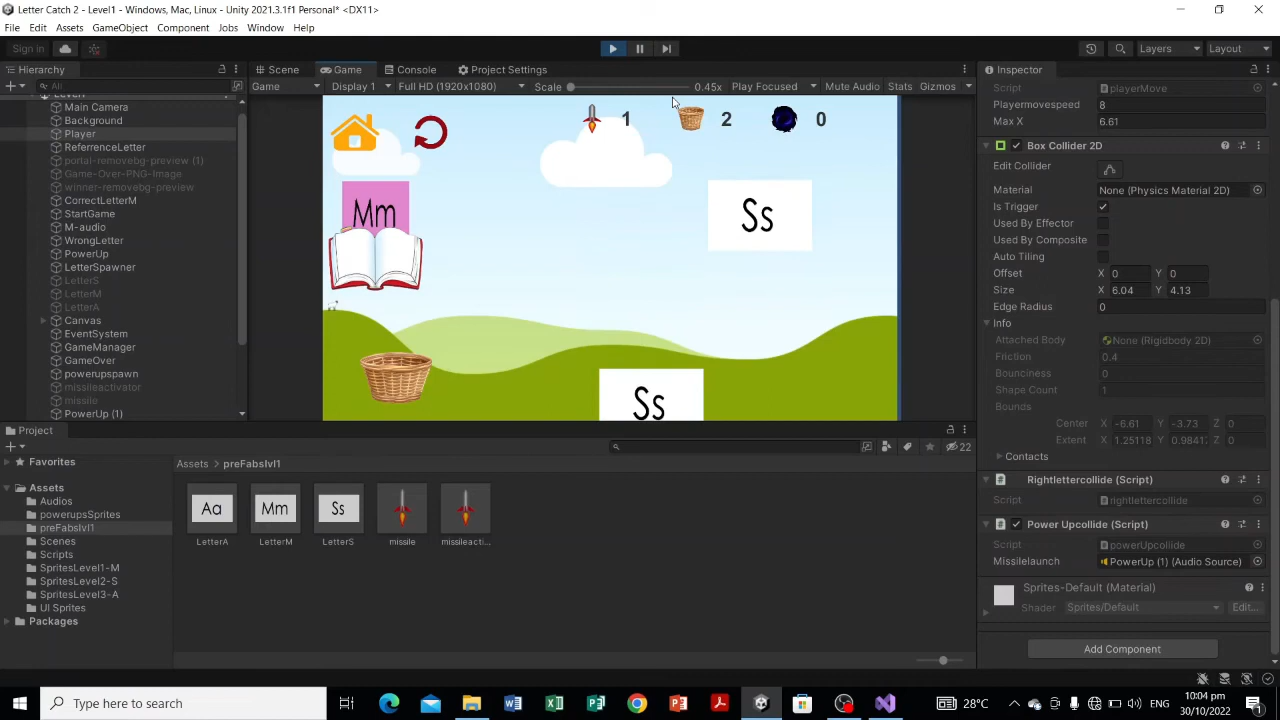 Letter Catch 2 - Level1 - Windows, Mac, Linux - Unity 2021.3.1f1 Personal* <DX11>
File Edit Assets GameObject Component Jobs Window Help
Sign in Layers Layout
Hierarchy Scene Game Console Project Settings Inspector
All Game Display 1 Full HD (1920x1080) Scale 0.45x Play Focused Mute Audio Stats Gizmos
Script playerMove
Playermovespeed 8
Max X 6.61
Main Camera
Background
Player
ReferrenceLetter
portal-removebg-preview (1)
Game-Over-PNG-Image
winner-removebg-preview
CorrectLetterM
StartGame
M-audio
WrongLetter
PowerUp
LetterSpawner
LetterS
LetterM
LetterA
Canvas
EventSystem
GameManager
GameOver
powerupspawn
missileactivator
missile
PowerUp (1)
1 2 0
Mm
Ss
Ss
Box Collider 2D
Edit Collider
Material None (Physics Material 2D)
Is Trigger
Used By Effector
Used By Composite
Auto Tiling
Offset X 0 Y 0
Size X 6.04 Y 4.13
Edge Radius 0
Info
Attached Body None (Rigidbody 2D)
Friction 0.4
Bounciness 0
Shape Count 1
Bounds
Center X -6.61 Y -3.73 Z 0
Extent X 1.25118 Y 0.9841 Z 0
Contacts
Rightlettercollide (Script)
Script rightlettercollide
Power Upcollide (Script)
Script powerUpcollide
Missilelaunch PowerUp (1) (Audio Source)
Sprites-Default (Material)
Shader Sprites/Default Edit...
Add Component
Project
22
Favorites
Assets
Audios
powerupsSprites
preFabslvl1
Scenes
Scripts
SpritesLevel1-M
SpritesLevel2-S
SpritesLevel3-A
UI Sprites
Packages
Assets > preFabslvl1
Aa Mm Ss
LetterA LetterM LetterS missile missileacti...
Type here to search
28°C
ENG
10:04 pm
30/10/2022